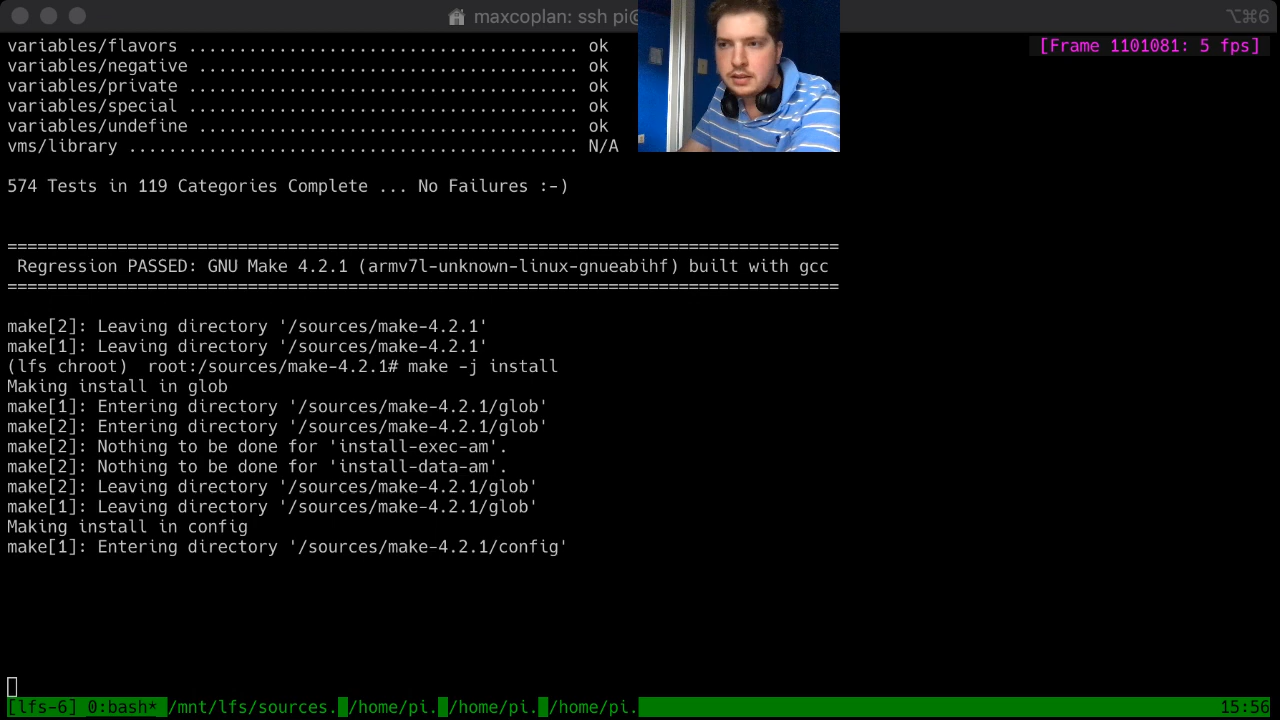 maxcoplan: ssh pi@
⌥⌘6
variables/flavors ....................................... ok
[Frame 1101081: 5 fps]
variables/negative ...................................... ok
variables/private ....................................... ok
variables/special ....................................... ok
variables/undefine ...................................... ok
vms/library ............................................ N/A
574 Tests in 119 Categories Complete ... No Failures :-)
===================================================================================
Regression PASSED: GNU Make 4.2.1 (armv7l-unknown-linux-gnueabihf) built with gcc
===================================================================================
make[2]: Leaving directory '/sources/make-4.2.1'
make[1]: Leaving directory '/sources/make-4.2.1'
(lfs chroot)  root:/sources/make-4.2.1# make -j install
Making install in glob
make[1]: Entering directory '/sources/make-4.2.1/glob'
make[2]: Entering directory '/sources/make-4.2.1/glob'
make[2]: Nothing to be done for 'install-exec-am'.
make[2]: Nothing to be done for 'install-data-am'.
make[2]: Leaving directory '/sources/make-4.2.1/glob'
make[1]: Leaving directory '/sources/make-4.2.1/glob'
Making install in config
make[1]: Entering directory '/sources/make-4.2.1/config'
[lfs-6] 0:bash* /mnt/lfs/sources. /home/pi. /home/pi. /home/pi. 15:56